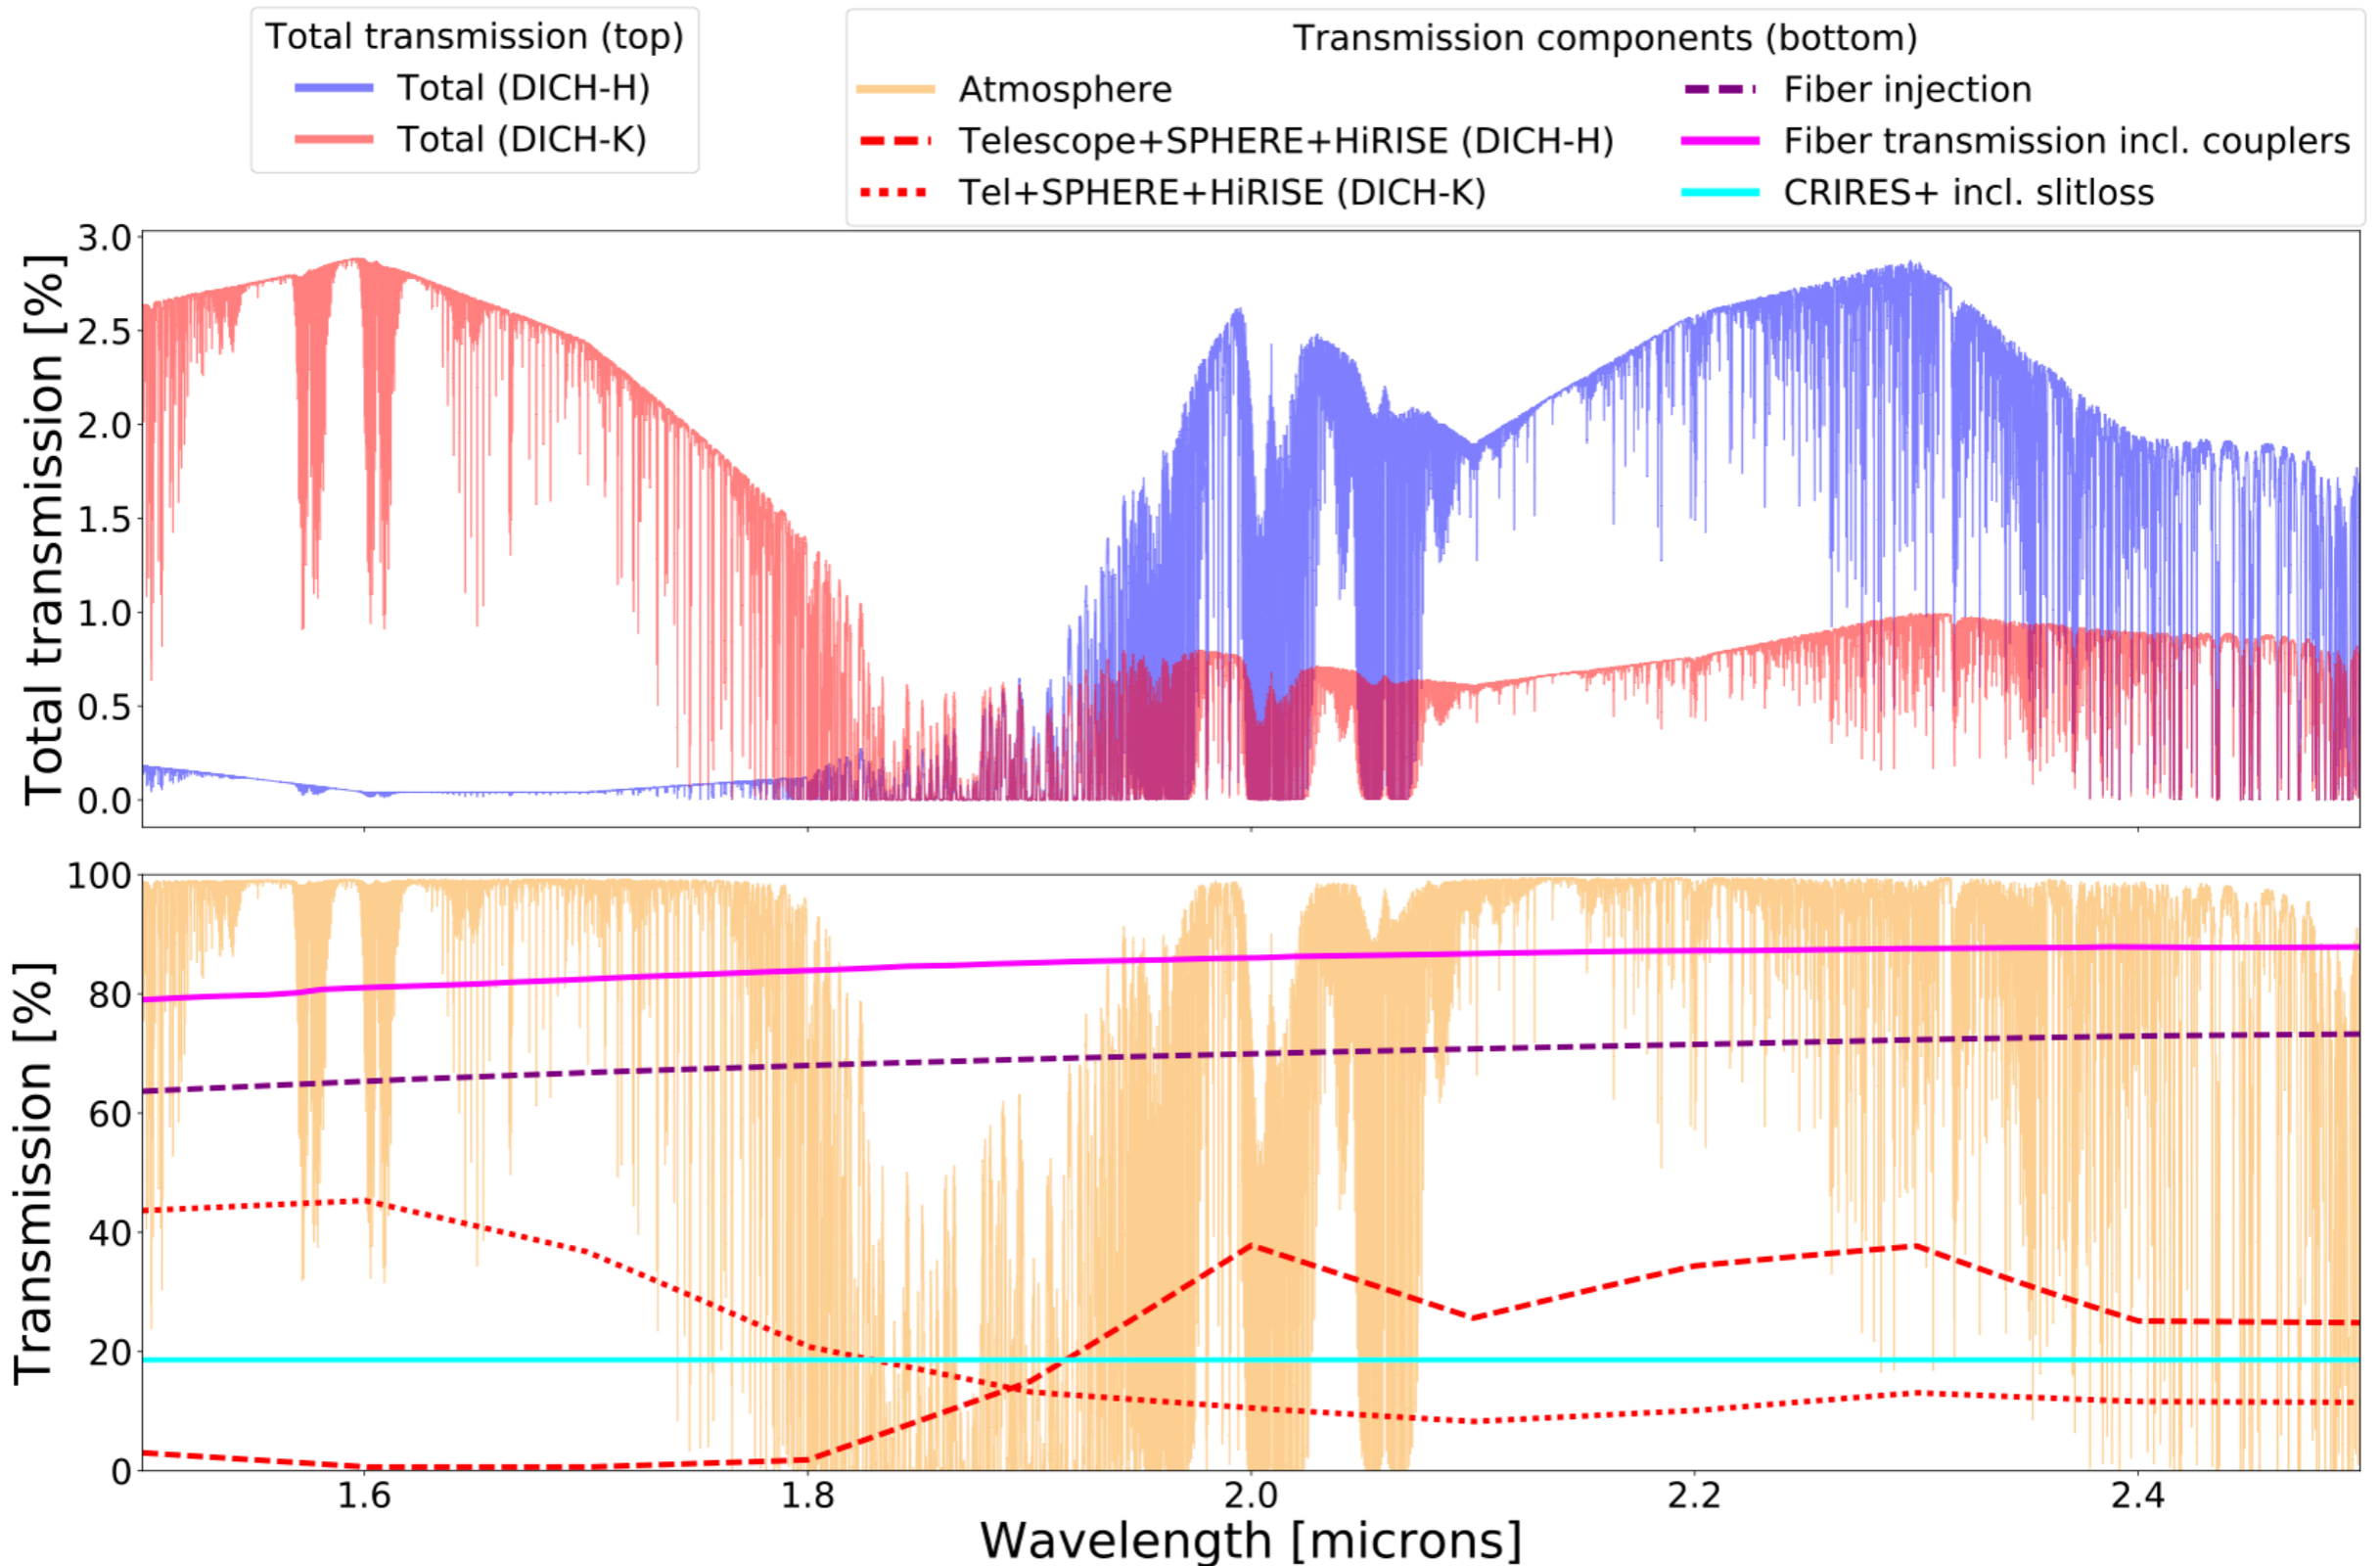 Total transmission (top)
Total (DICH-H)
Total (DICH-K)
Transmission components (bottom)
Atmosphere
Telescope+SPHERE+HiRISE (DICH-H)
Tel+SPHERE+HiRISE (DICH-K)
Fiber injection
Fiber transmission incl. couplers
CRIRES+ incl. slitloss
Total transmission [%]
3.0
2.5
2.0
1.5
1.0
0.5
0.0
Transmission [%]
100
80
60
40
20
0
1.6 1.8 2.0 2.2 2.4
Wavelength [microns]